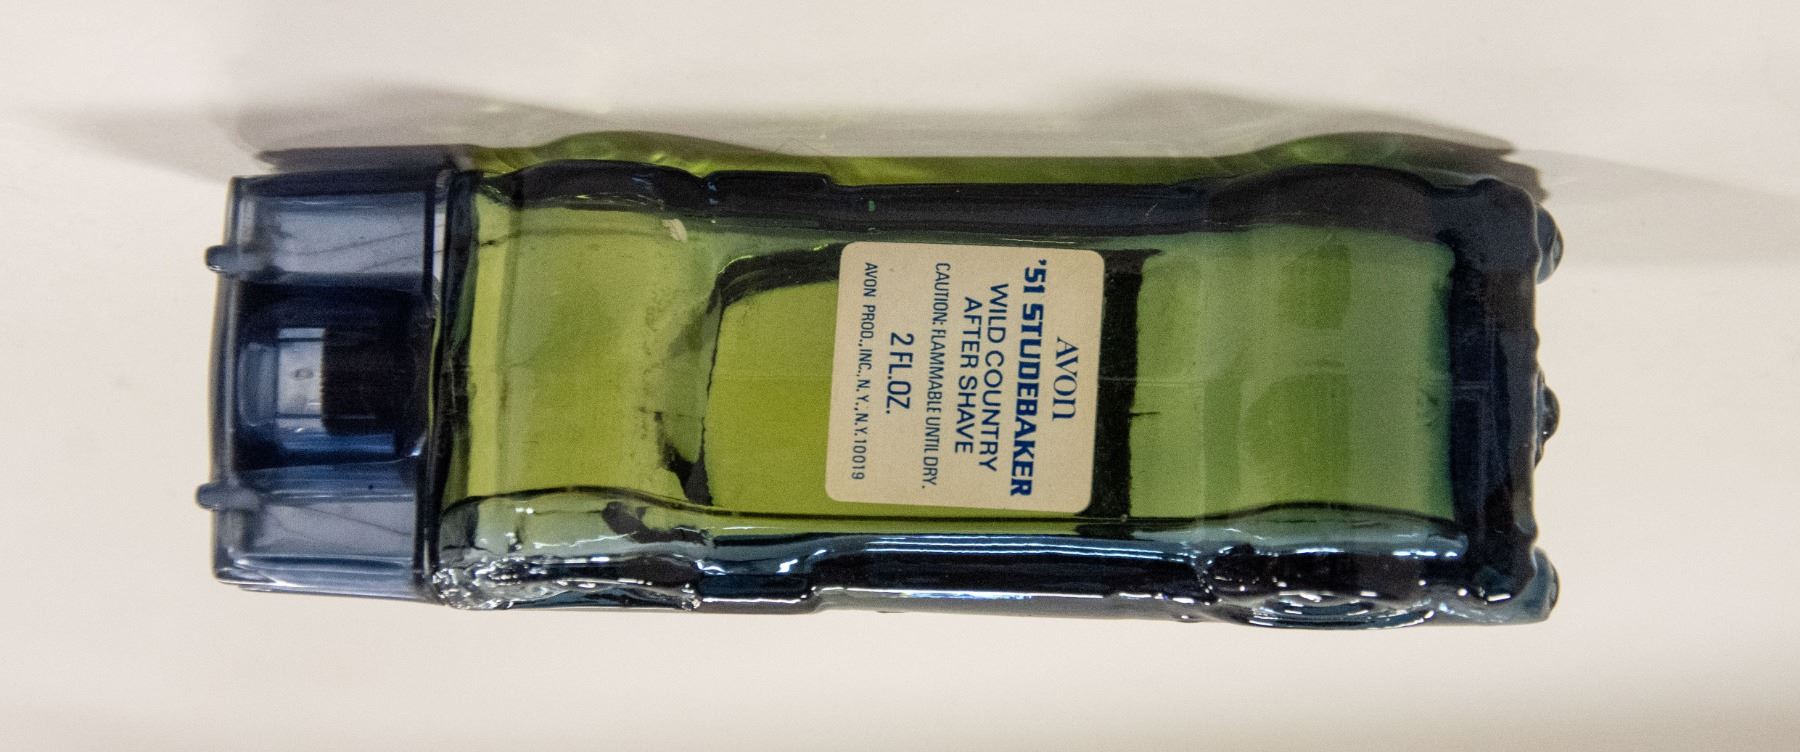 AVON
'51 STUDEBAKER
WILD COUNTRY
AFTER SHAVE
CAUTION: FLAMMABLE UNTIL DRY.
2 FL.OZ.
AVON PROD., INC., N.Y., N.Y. 10019